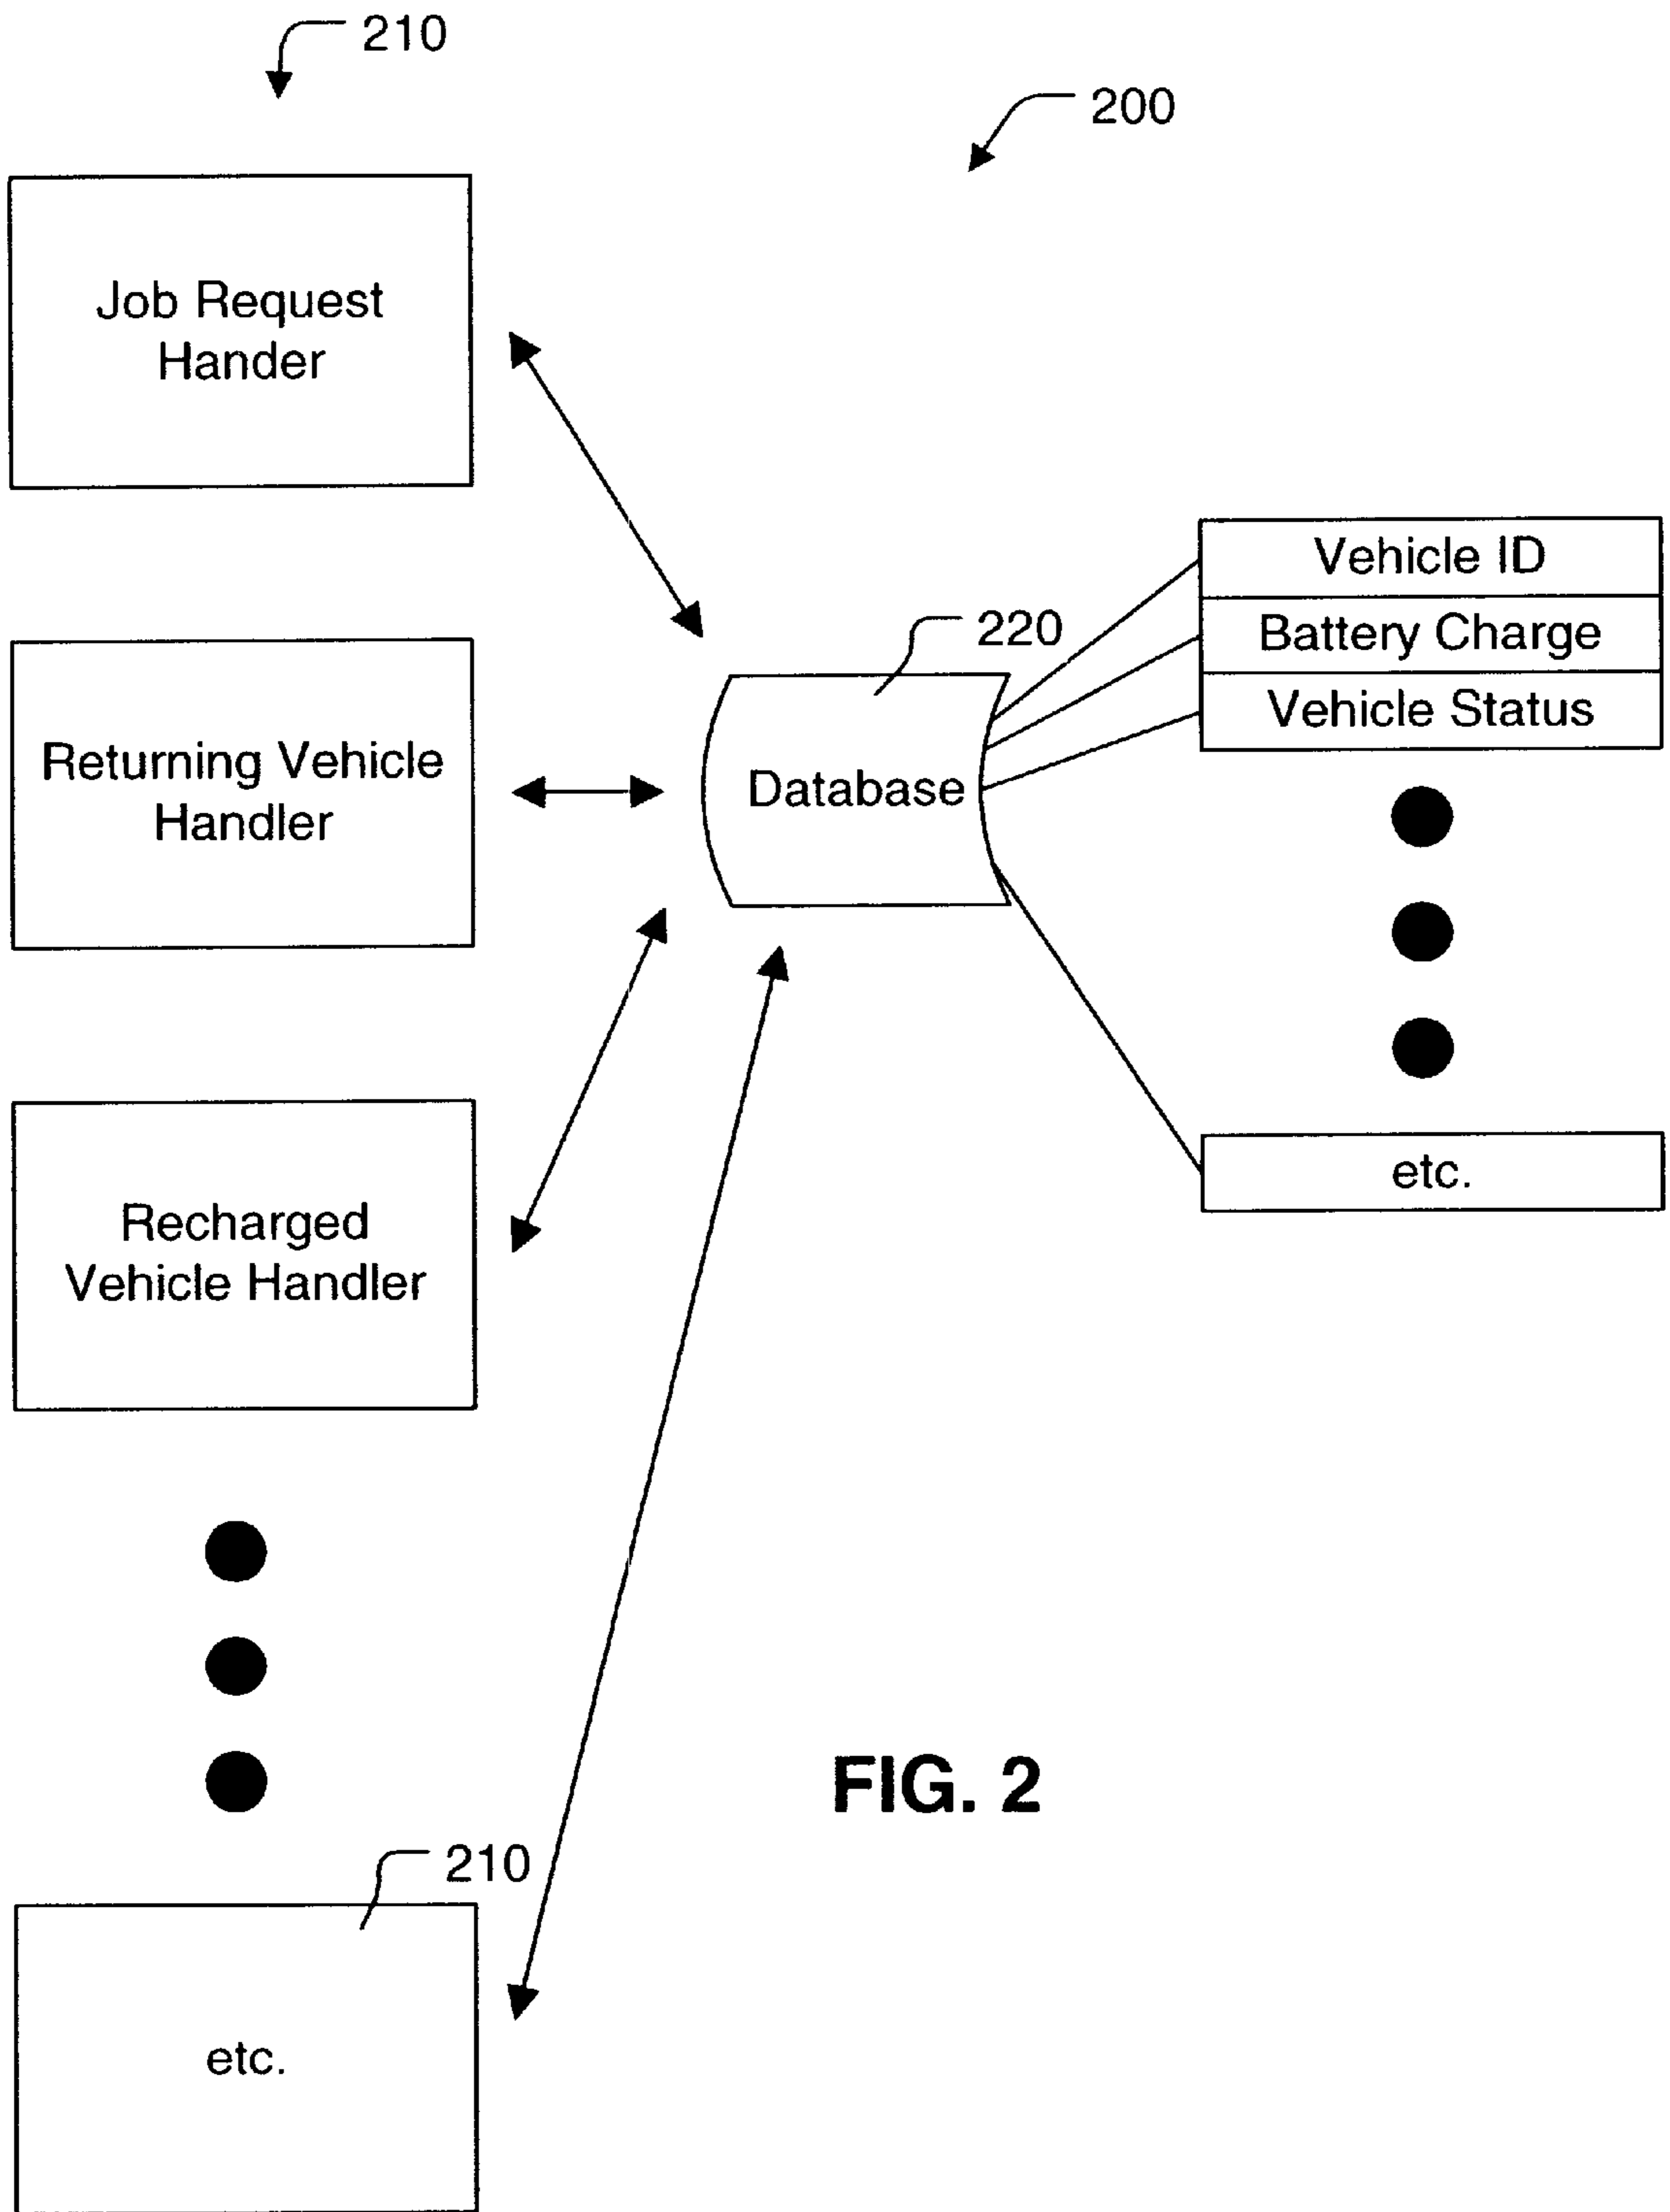 210
200
Job Request
Hander
Vehicle ID
Battery Charge
Vehicle Status
220
Returning Vehicle
Handler
Database
etc.
Recharged
Vehicle Handler
FIG. 2
210
etc.